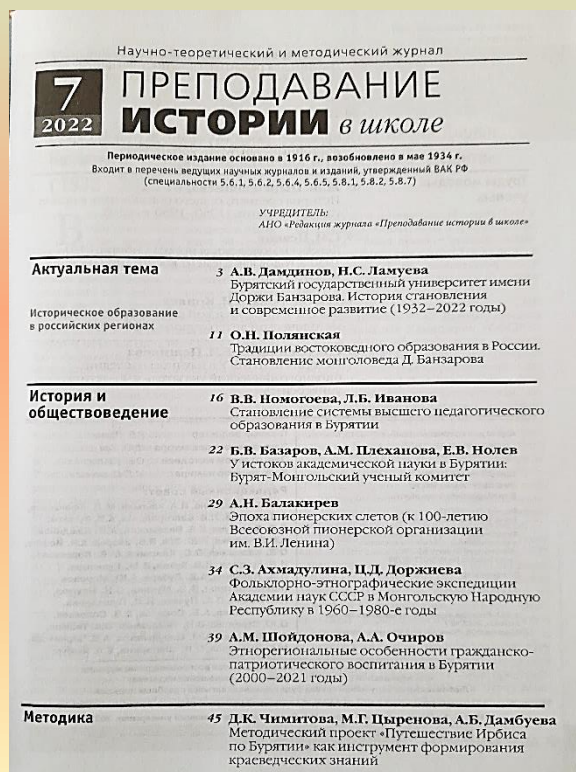 Научно-теоретический и методический журнал
7
2022
ПРЕПОДАВАНИЕ
ИСТОРИИ в школе
Периодическое издание основано в 1916 г., возобновлено в мае 1934 г.
Входит в перечень ведущих научных журналов и изданий, утвержденный ВАК РФ
(специальности 5.6.1, 5.6.2, 5.6.4, 5.6.5, 5.8.1, 5.8.2, 5.8.7)
УЧРЕДИТЕЛЬ:
АНО «Редакция журнала «Преподавание истории в школе»
Актуальная тема
Историческое образование
в российских регионах
3 А.В. Дамдинов, Н.С. Ламуева
Бурятский государственный университет имени
Доржи Банзарова. История становления
и современное развитие (1932–2022 годы)
11 О.Н. Полянская
Традиции востоковедного образования в России.
Становление монголоведа Д. Банзарова
История и
обществоведение
16 В.В. Номогоева, Л.Б. Иванова
Становление системы высшего педагогического
образования в Бурятии
22 Б.В. Базаров, А.М. Плеханова, Е.В. Нолев
У истоков академической науки в Бурятии:
Бурят-Монгольский ученый комитет
29 А.Н. Балакирев
Эпоха пионерских слетов (к 100-летию
Всесоюзной пионерской организации
им. В.И. Ленина)
34 С.З. Ахмадулина, Ц.Д. Доржиева
Фольклорно-этнографические экспедиции
Академии наук СССР в Монгольскую Народную
Республику в 1960–1980-е годы
39 А.М. Шойдонова, А.А. Очиров
Этнорегиональные особенности гражданско-
патриотического воспитания в Бурятии
(2000–2021 годы)
Методика
45 Д.К. Чимитова, М.Г. Цыренова, А.Б. Дамбуева
Методический проект «Путешествие Ирбиса
по Бурятии» как инструмент формирования
краеведческих знаний